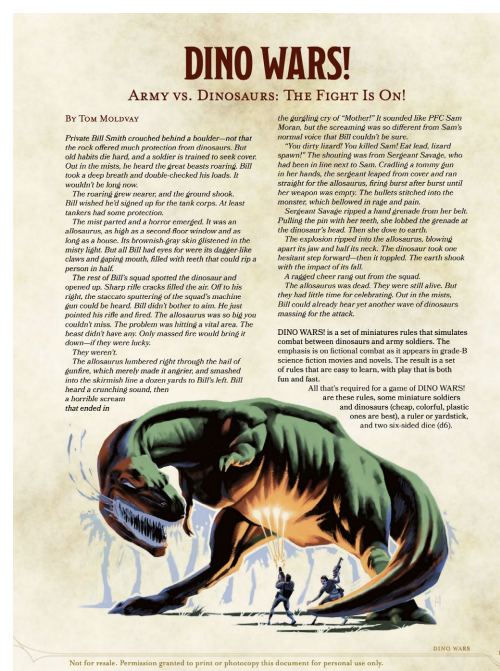 DINO WARS!
ARMY VS. DINOSAURS: THE FIGHT IS ON!
BY TOM MOLDVAY
Private Bill Smith crouched behind a boulder—not that
the rock offered much protection from dinosaurs. But
old habits die hard, and a soldier is trained to seek cover.
Out in the mists, he heard the great beasts roaring. Bill
took a deep breath and double-checked his loads. It
wouldn't be long now.
The roaring grew nearer, and the ground shook.
Bill wished he'd signed up for the tank corps. At least
tankers had some protection.
The mist parted and a horror emerged. It was an
allosaurus, as high as a second floor window and as
long as a house. Its brownish-gray skin glistened in the
misty light. But all Bill had eyes for were its dagger-like
claws and gaping mouth, filled with teeth that could rip a
person in half.
The rest of Bill's squad spotted the dinosaur and
opened up. Sharp rifle cracks filled the air. Off to his
right, the staccato sputtering of the squad's machine
gun could be heard. Bill didn't bother to aim. He just
pointed his rifle and fired. The allosaurus was so big you
couldn't miss. The problem was hitting a vital area. The
beast didn't have any. Only massed fire would bring it
down—if they were lucky.
They weren't.
The allosaurus lumbered right through the hail of
gunfire, which merely made it angrier, and smashed
into the skirmish line a dozen yards to Bill's left. Bill
heard a crunching sound, then
a horrible scream
that ended in
the gurgling cry of "Mother!" It sounded like PFC Sam
Moran, but the screaming was so different from Sam's
normal voice that Bill couldn't be sure.
"You dirty lizard! You killed Sam! Eat lead, lizard
spawn!" The shouting was from Sergeant Savage, who
had been in line next to Sam. Cradling a tommy gun
in her hands, the sergeant leaped from cover and ran
straight for the allosaurus, firing burst after burst until
her weapon was empty. The bullets stitched into the
monster, which bellowed in rage and pain.
Sergeant Savage ripped a hand grenade from her belt.
Pulling the pin with her teeth, she lobbed the grenade at
the dinosaur's head. Then she dove to earth.
The explosion ripped into the allosaurus, blowing
apart its jaw and half its neck. The dinosaur took one
hesitant step forward—then it toppled. The earth shook
with the impact of its fall.
A ragged cheer rang out from the squad.
The allosaurus was dead. They were still alive. But
they had little time for celebrating. Out in the mists,
Bill could already hear yet another wave of dinosaurs
massing for the attack.
DINO WARS! is a set of miniatures rules that simulates
combat between dinosaurs and army soldiers. The
emphasis is on fictional combat as it appears in grade-B
science fiction movies and novels. The result is a set
of rules that are easy to learn, with play that is both
fun and fast.
All that's required for a game of DINO WARS!
are these rules, some miniature soldiers
and dinosaurs (cheap, colorful, plastic
ones are best), a ruler or yardstick,
and two six-sided dice (d6).
DINO WARS
Not for resale. Permission granted to print or photocopy this document for personal use only.